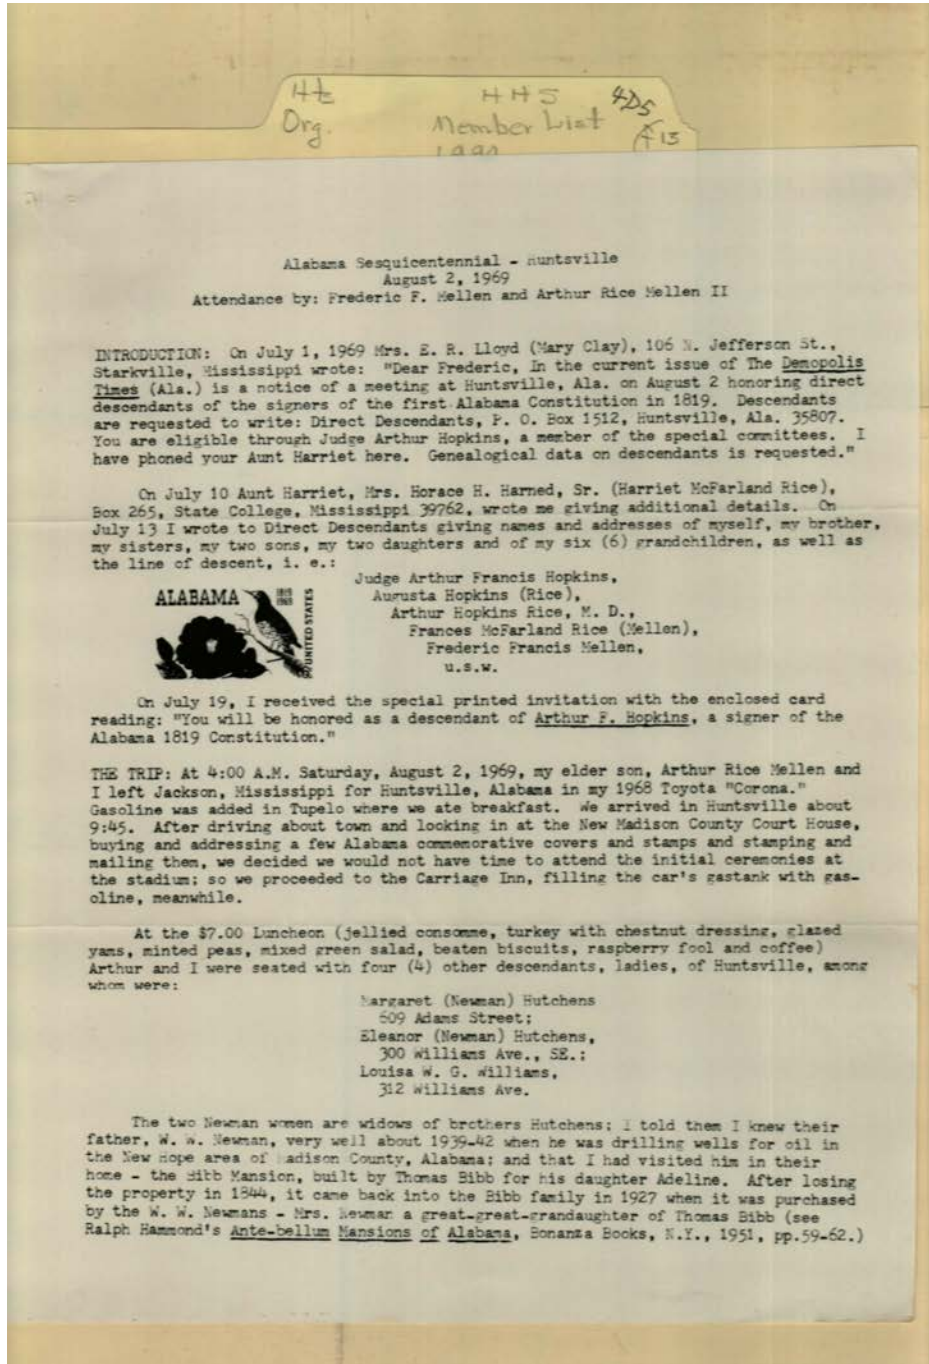 Hts
Org.
HHS
Member List
4D5
F13
Alabama Sesquicentennial - Huntsville
August 2, 1969
Attendance by: Frederic F. Mellen and Arthur Rice Mellen II
INTRODUCTION: On July 1, 1969 Mrs. E. R. Lloyd (Mary Clay), 106 N. Jefferson St.,
Starkville, Mississippi wrote: "Dear Frederic, In the current issue of The Demopolis
Times (Ala.) is a notice of a meeting at Huntsville, Ala. on August 2 honoring direct
descendants of the signers of the first Alabama Constitution in 1819. Descendants
are requested to write: Direct Descendants, P. O. Box 1512, Huntsville, Ala. 35807.
You are eligible through Judge Arthur Hopkins, a member of the special committees. I
have phoned your Aunt Harriet here. Genealogical data on descendants is requested."
On July 10 Aunt Harriet, Mrs. Horace H. Harned, Sr. (Harriet McFarland Rice),
Box 265, State College, Mississippi 39762, wrote me giving additional details. On
July 13 I wrote to Direct Descendants giving names and addresses of myself, my brother,
my sisters, my two sons, my two daughters and of my six (6) grandchildren, as well as
the line of descent, i. e.:
Judge Arthur Francis Hopkins,
Augusta Hopkins (Rice),
Arthur Hopkins Rice, M. D.,
Frances McFarland Rice (Mellen),
Frederic Francis Mellen,
u.s.w.
ALABAMA 1819 1969
UNITED STATES
On July 19, I received the special printed invitation with the enclosed card
reading: "You will be honored as a descendant of Arthur F. Hopkins, a signer of the
Alabama 1819 Constitution."
THE TRIP: At 4:00 A.M. Saturday, August 2, 1969, my elder son, Arthur Rice Mellen and
I left Jackson, Mississippi for Huntsville, Alabama in my 1968 Toyota "Corona."
Gasoline was added in Tupelo where we ate breakfast. We arrived in Huntsville about
9:45. After driving about town and looking in at the New Madison County Court House,
buying and addressing a few Alabama commemorative covers and stamps and stamping and
mailing them, we decided we would not have time to attend the initial ceremonies at
the stadium; so we proceeded to the Carriage Inn, filling the car's gastank with gas-
oline, meanwhile.
At the $7.00 Luncheon (jellied consomme, turkey with chestnut dressing, glazed
yams, minted peas, mixed green salad, beaten biscuits, raspberry fool and coffee)
Arthur and I were seated with four (4) other descendants, ladies, of Huntsville, among
whom were:
Margaret (Newman) Hutchens
609 Adams Street;
Eleanor (Newman) Hutchens,
300 Williams Ave., SE.;
Louisa W. G. Williams,
312 Williams Ave.
The two Newman women are widows of brothers Hutchens; I told them I knew their
father, W. W. Newman, very well about 1939-42 when he was drilling wells for oil in
the New Hope area of Madison County, Alabama; and that I had visited him in their
home - the Bibb Mansion, built by Thomas Bibb for his daughter Adeline. After losing
the property in 1844, it came back into the Bibb family in 1927 when it was purchased
by the W. W. Newmans - Mrs. Newman a great-great-grandaughter of Thomas Bibb (see
Ralph Hammond's Ante-bellum Mansions of Alabama, Bonanza Books, N.Y., 1951, pp.59-62.)